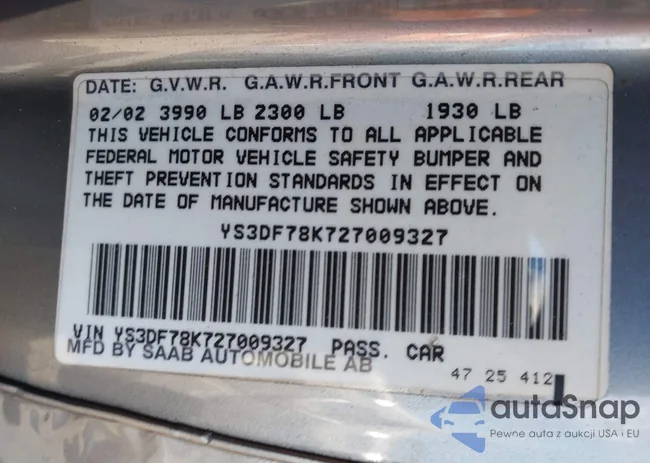 DATE: G.V.W.R. G.A.W.R.FRONT G.A.W.R.REAR
02/02 3990 LB 2300 LB 1930 LB
THIS VEHICLE CONFORMS TO ALL APPLICABLE
FEDERAL MOTOR VEHICLE SAFETY BUMPER AND
THEFT PREVENTION STANDARDS IN EFFECT ON
THE DATE OF MANUFACTURE SHOWN ABOVE.
YS3DF78K727009327
VIN YS3DF78K727009327 PASS. CAR
MFD BY SAAB AUTOMOBILE AB
47 25 412
autaSnap
Pewne auta z aukcji USA i EU